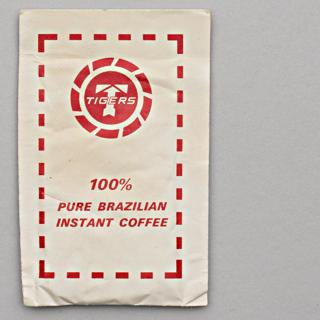 TIGERS
100%
PURE BRAZILIAN
INSTANT COFFEE